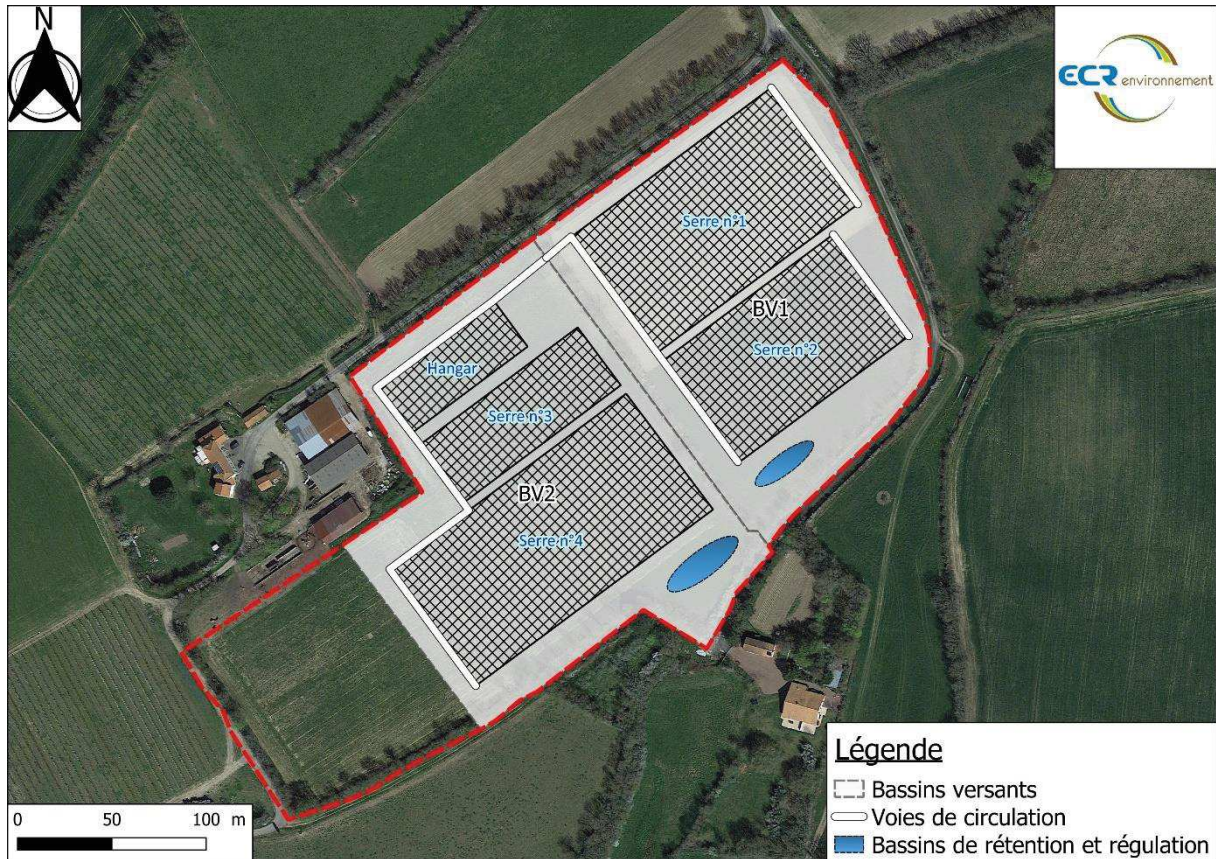 N
ECR environnement
Serre n°1
BV1
Serre n°2
Hangar
Serre n°3
BV2
Serre n°4
Légende
Bassins versants
Voies de circulation
Bassins de rétention et régulation
0 50 100 m